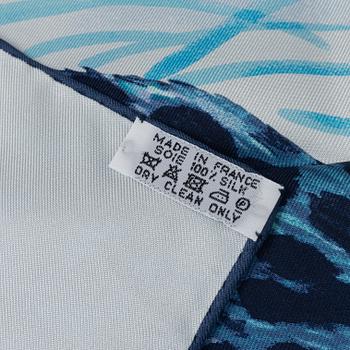 MADE IN FRANCE
SOIE 100% SILK
P
DRY CLEAN ONLY